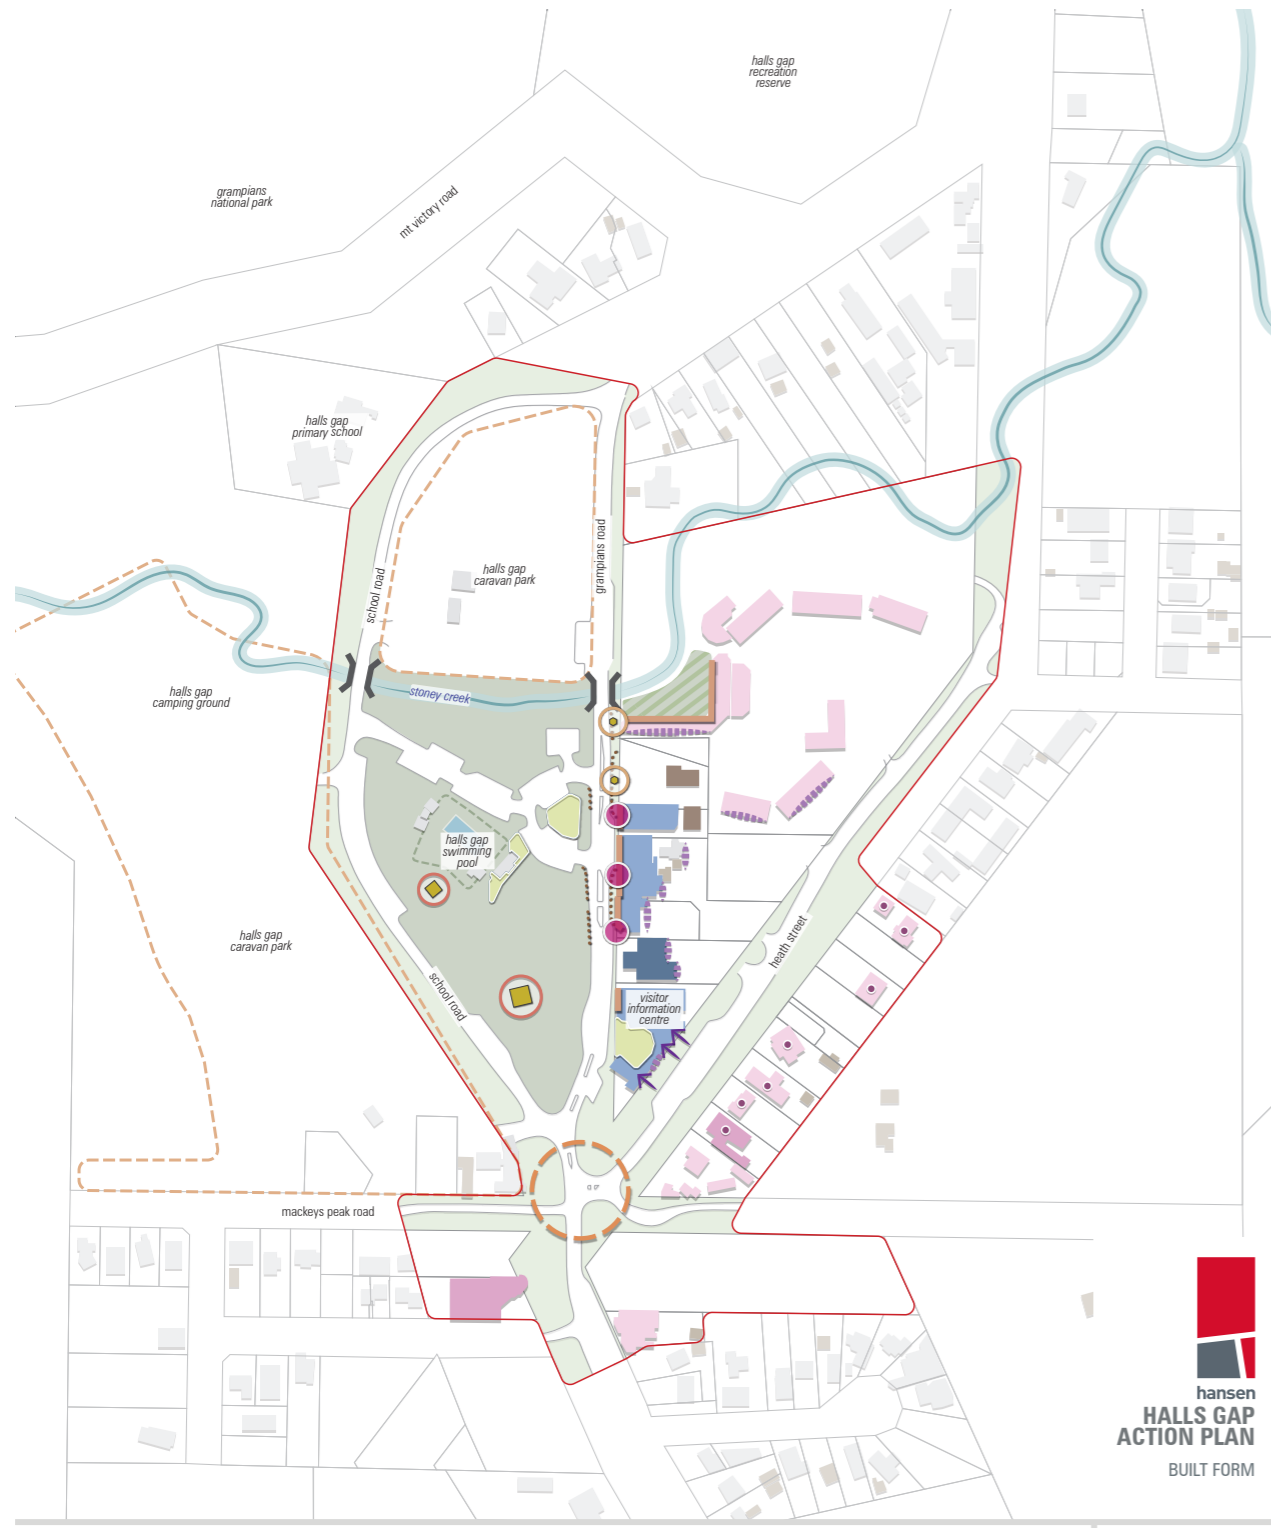 halls gap
recreation
reserve
grampians
national park
mt victory road
halls gap
primary school
grampians road
school road
halls gap
caravan park
halls gap
camping ground
stoney creek
halls gap
swimming
pool
halls gap
caravan park
heath street
school road
visitor
information
centre
mackeys peak road
hansen
HALLS GAP
ACTION PLAN
BUILT FORM